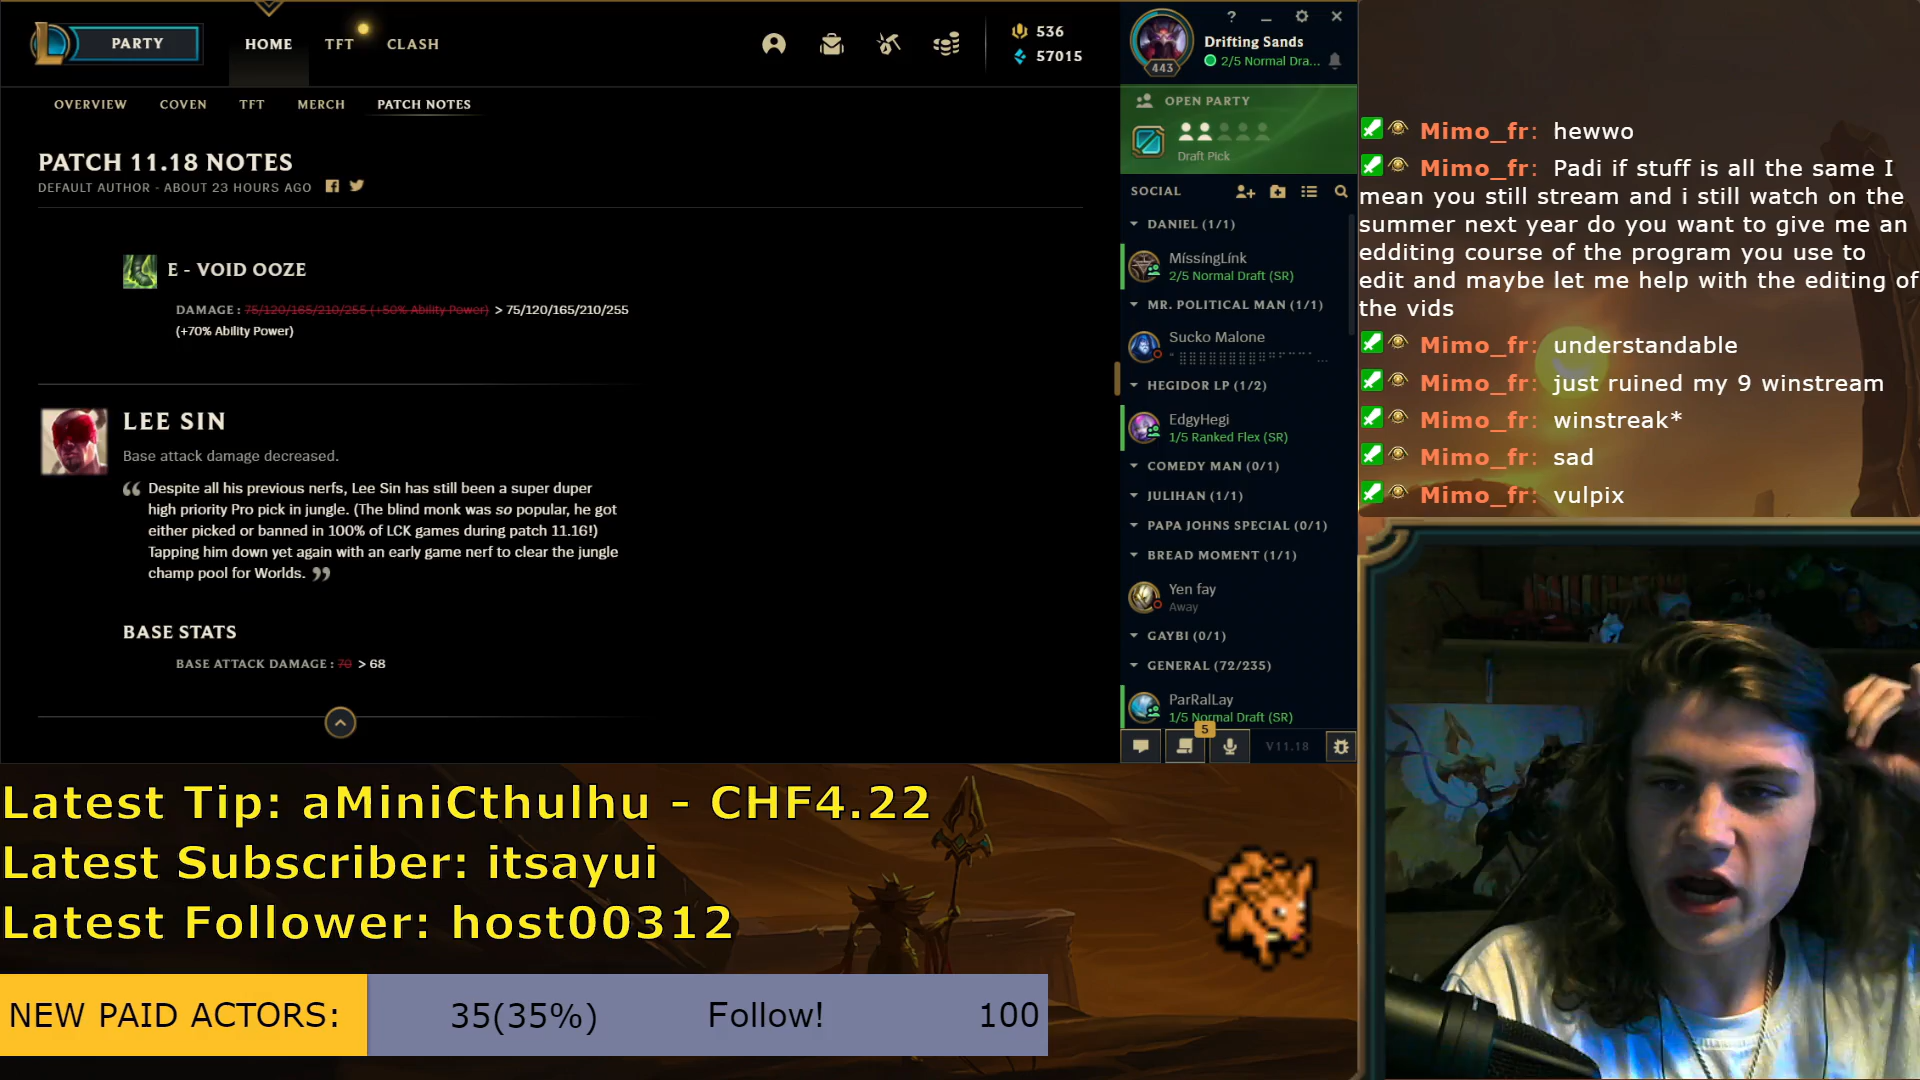 PARTY
HOME
TFT
CLASH
536
57015
OVERVIEW
COVEN
TFT
MERCH
PATCH NOTES
PATCH 11.18 NOTES
DEFAULT AUTHOR - ABOUT 23 HOURS AGO
E - VOID OOZE
DAMAGE : 75/120/165/210/255 (+50% Ability Power) > 75/120/165/210/255
(+70% Ability Power)
LEE SIN
Base attack damage decreased.
Despite all his previous nerfs, Lee Sin has still been a super duper
high priority Pro pick in jungle. (The blind monk was so popular, he got
either picked or banned in 100% of LCK games during patch 11.16!)
Tapping him down yet again with an early game nerf to clear the jungle
champ pool for Worlds.
BASE STATS
BASE ATTACK DAMAGE : 70 > 68
Drifting Sands
443
2/5 Normal Dra...
OPEN PARTY
Draft Pick
SOCIAL
DANIEL (1/1)
MíssíngLínk
2/5 Normal Draft (SR)
MR. POLITICAL MAN (1/1)
Sucko Malone
HEGIDOR LP (1/2)
EdgyHegi
1/5 Ranked Flex (SR)
COMEDY MAN (0/1)
JULIHAN (1/1)
PAPA JOHNS SPECIAL (0/1)
BREAD MOMENT (1/1)
Yen fay
Away
GAYBI (0/1)
GENERAL (72/235)
ParRalLay
1/5 Normal Draft (SR)
5
V11.18
Mimo_fr: hewwo
Mimo_fr: Padi if stuff is all the same I
mean you still stream and i still watch on the
summer next year do you want to give me an
edditing course of the program you use to
edit and maybe let me help with the editing of
the vids
Mimo_fr: understandable
Mimo_fr: just ruined my 9 winstream
Mimo_fr: winstreak*
Mimo_fr: sad
Mimo_fr: vulpix
Latest Tip: aMiniCthulhu - CHF4.22
Latest Subscriber: itsayui
Latest Follower: host00312
NEW PAID ACTORS:
35(35%)
Follow!
100